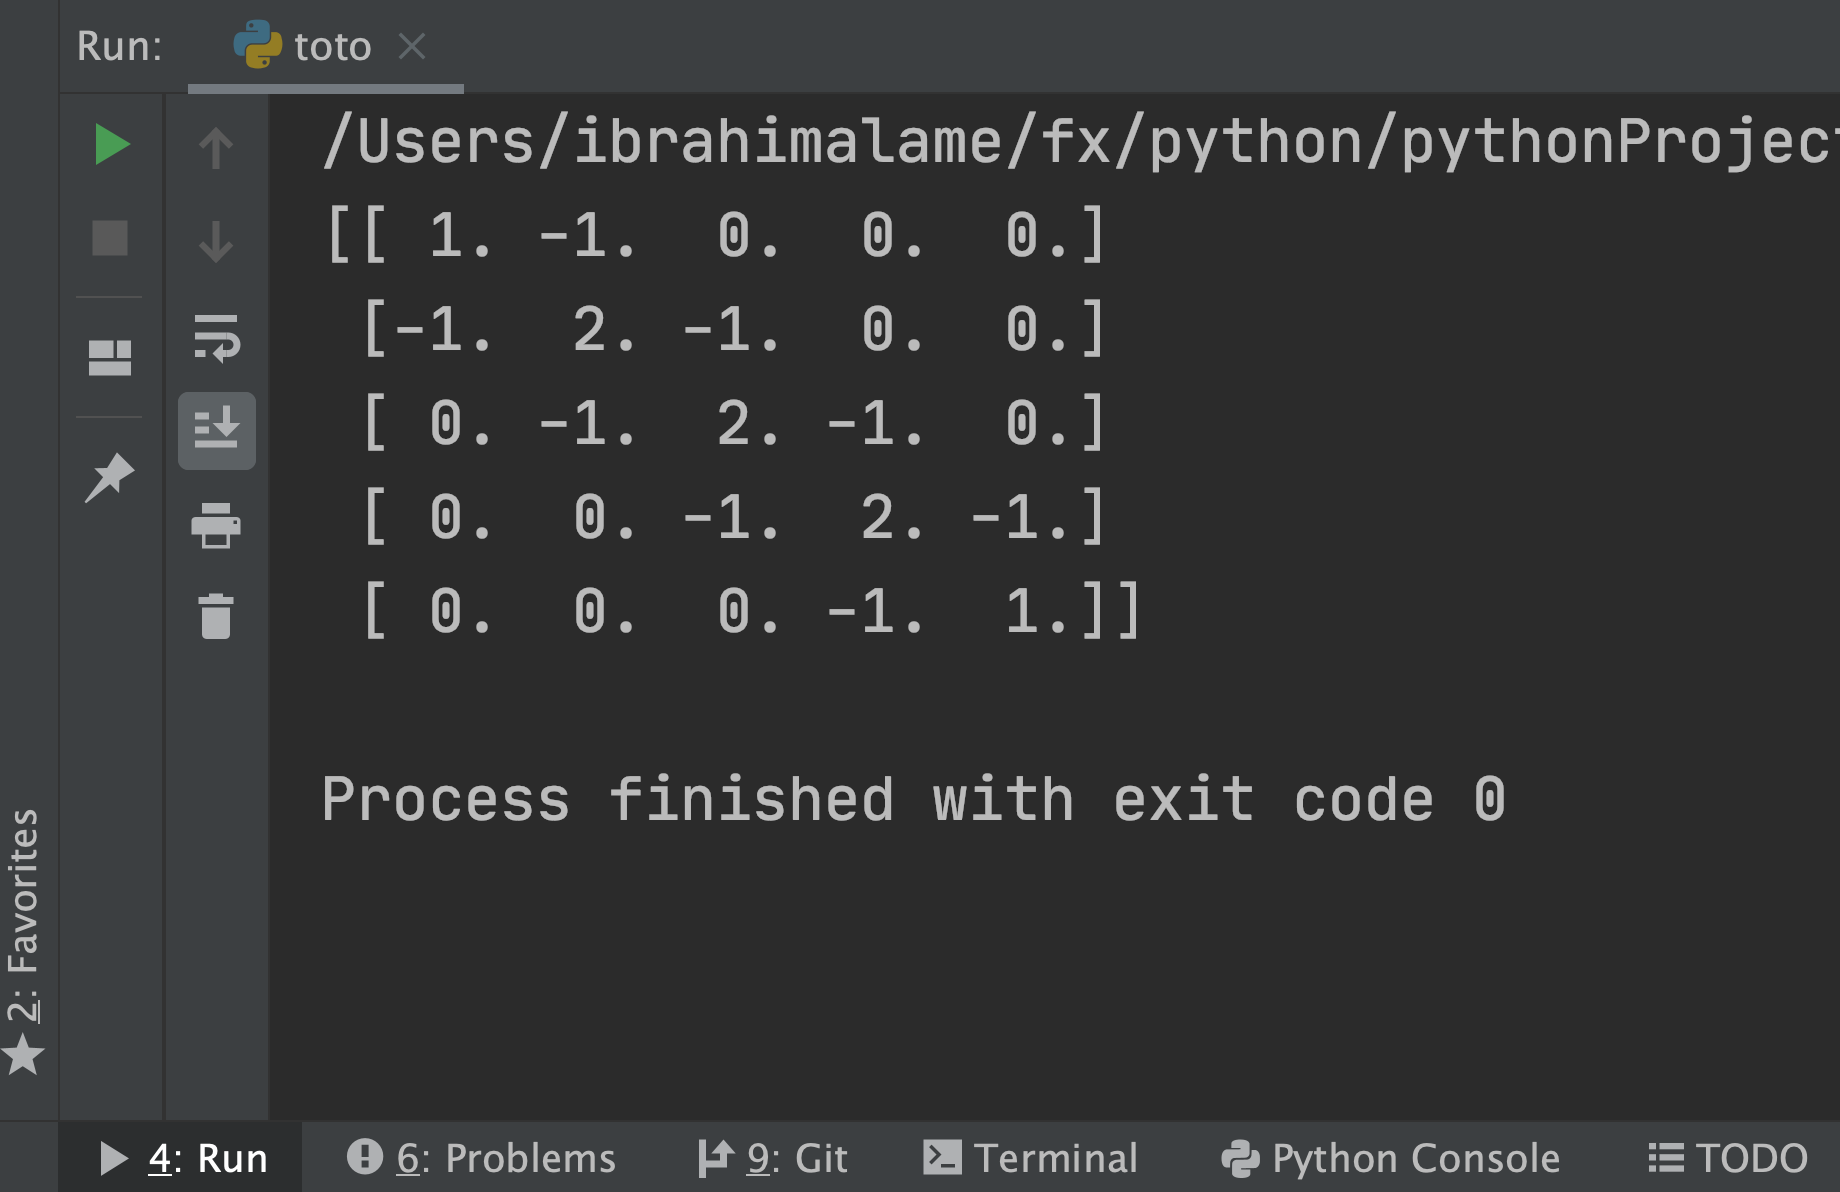 Run: toto
/Users/ibrahimalame/fx/python/pythonProject
[[ 1. -1.  0.  0.  0.]
 [-1.  2. -1.  0.  0.]
 [ 0. -1.  2. -1.  0.]
 [ 0.  0. -1.  2. -1.]
 [ 0.  0.  0. -1.  1.]]
Process finished with exit code 0
2: Favorites
4: Run 6: Problems 9: Git Terminal Python Console TODO